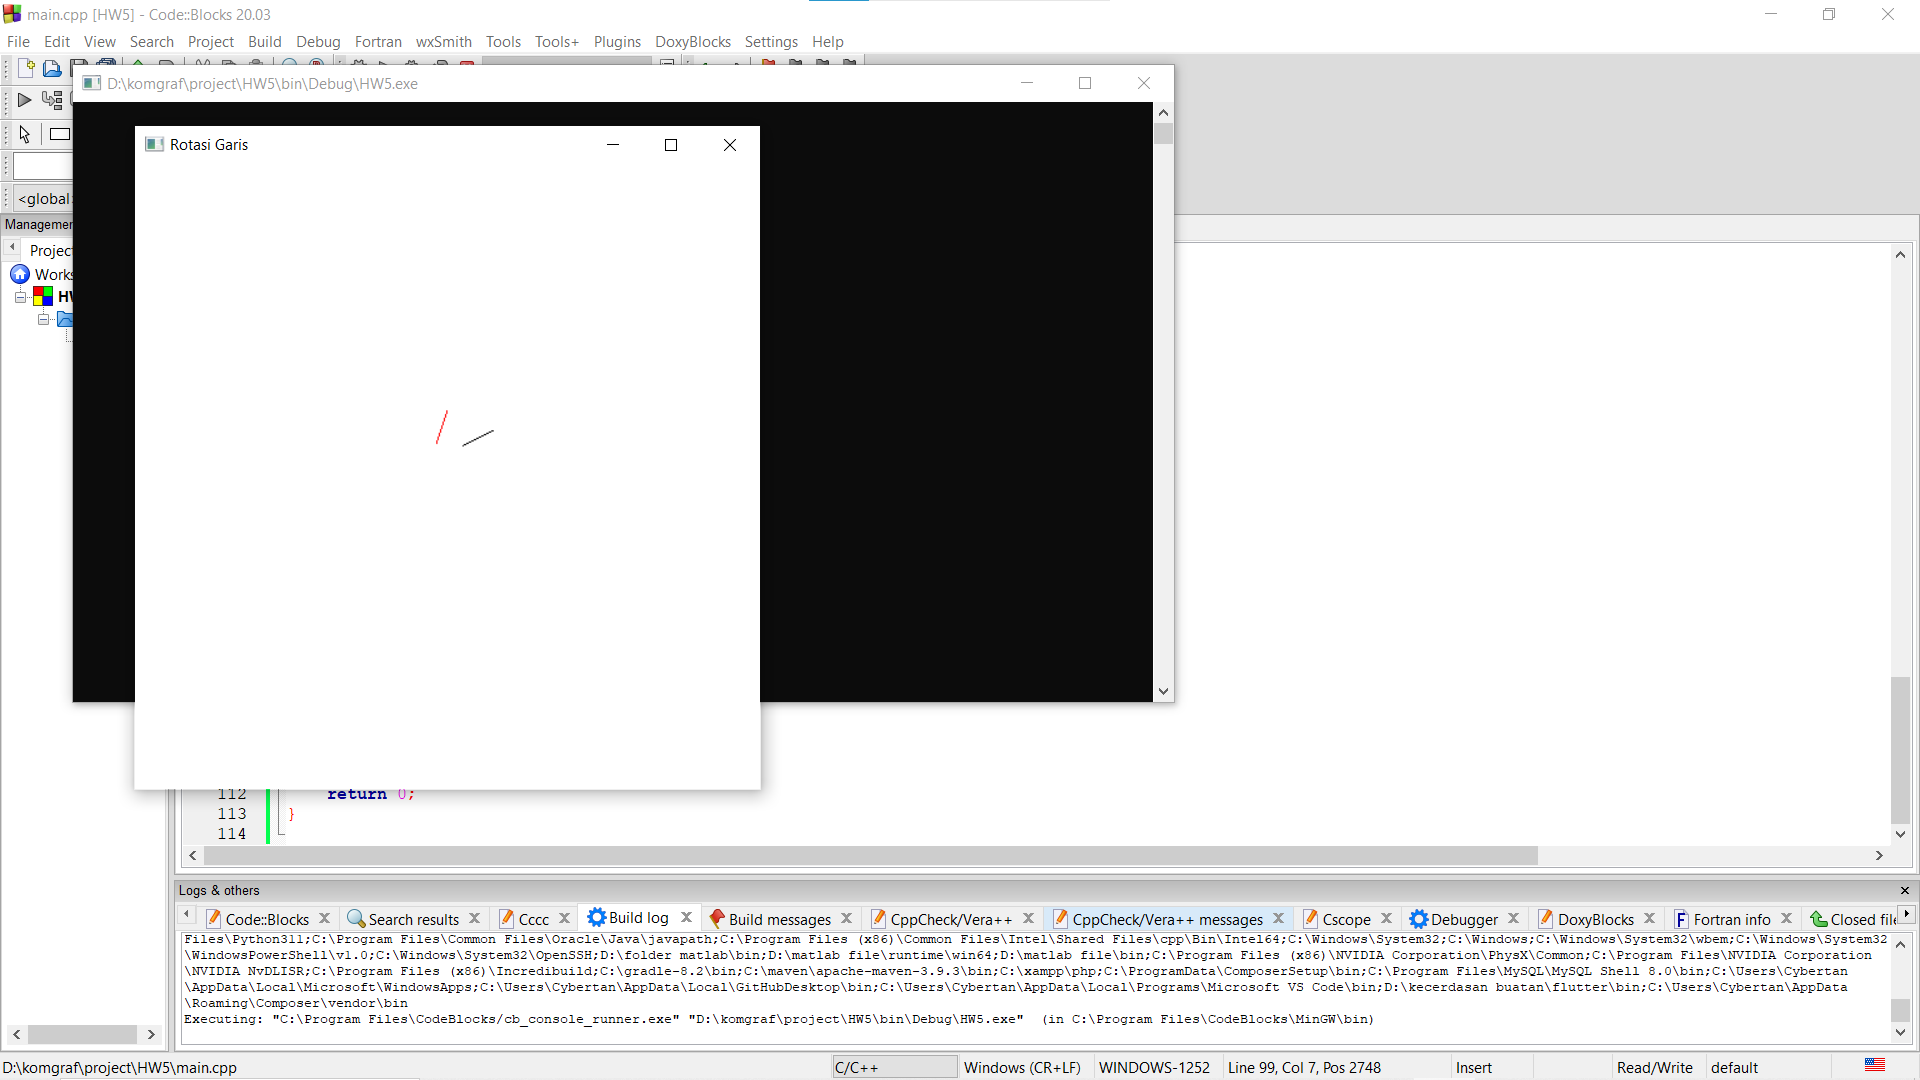 main.cpp [HW5] - Code::Blocks 20.03
File Edit View Search Project Build Debug Fortran wxSmith Tools Tools+ Plugins DoxyBlocks Settings Help
D:\komgraf\project\HW5\bin\Debug\HW5.exe
Rotasi Garis
<global>
Management
Projects
Works
HW
112 return 0;
113 }
114
Logs & others
Code::Blocks Search results Cccc Build log Build messages CppCheck/Vera++ CppCheck/Vera++ messages Cscope Debugger DoxyBlocks Fortran info Closed file
Files\Python311;C:\Program Files\Common Files\Oracle\Java\javapath;C:\Program Files (x86)\Common Files\Intel\Shared Files\cpp\Bin\Intel64;C:\Windows\System32;C:\Windows;C:\Windows\System32\wbem;C:\Windows\System32
\WindowsPowerShell\v1.0;C:\Windows\System32\OpenSSH;D:\folder matlab\bin;D:\matlab file\runtime\win64;D:\matlab file\bin;C:\Program Files (x86)\NVIDIA Corporation\PhysX\Common;C:\Program Files\NVIDIA Corporation
\NVIDIA NvDLISR;C:\Program Files (x86)\Incredibuild;C:\gradle-8.2\bin;C:\maven\apache-maven-3.9.3\bin;C:\xampp\php;C:\ProgramData\ComposerSetup\bin;C:\Program Files\MySQL\MySQL Shell 8.0\bin;C:\Users\Cybertan
\AppData\Local\Microsoft\WindowsApps;C:\Users\Cybertan\AppData\Local\GitHubDesktop\bin;C:\Users\Cybertan\AppData\Local\Programs\Microsoft VS Code\bin;D:\kecerdasan buatan\flutter\bin;C:\Users\Cybertan\AppData
\Roaming\Composer\vendor\bin
Executing: "C:\Program Files\CodeBlocks/cb_console_runner.exe" "D:\komgraf\project\HW5\bin\Debug\HW5.exe" (in C:\Program Files\CodeBlocks\MinGW\bin)
D:\komgraf\project\HW5\main.cpp C/C++ Windows (CR+LF) WINDOWS-1252 Line 99, Col 7, Pos 2748 Insert Read/Write default